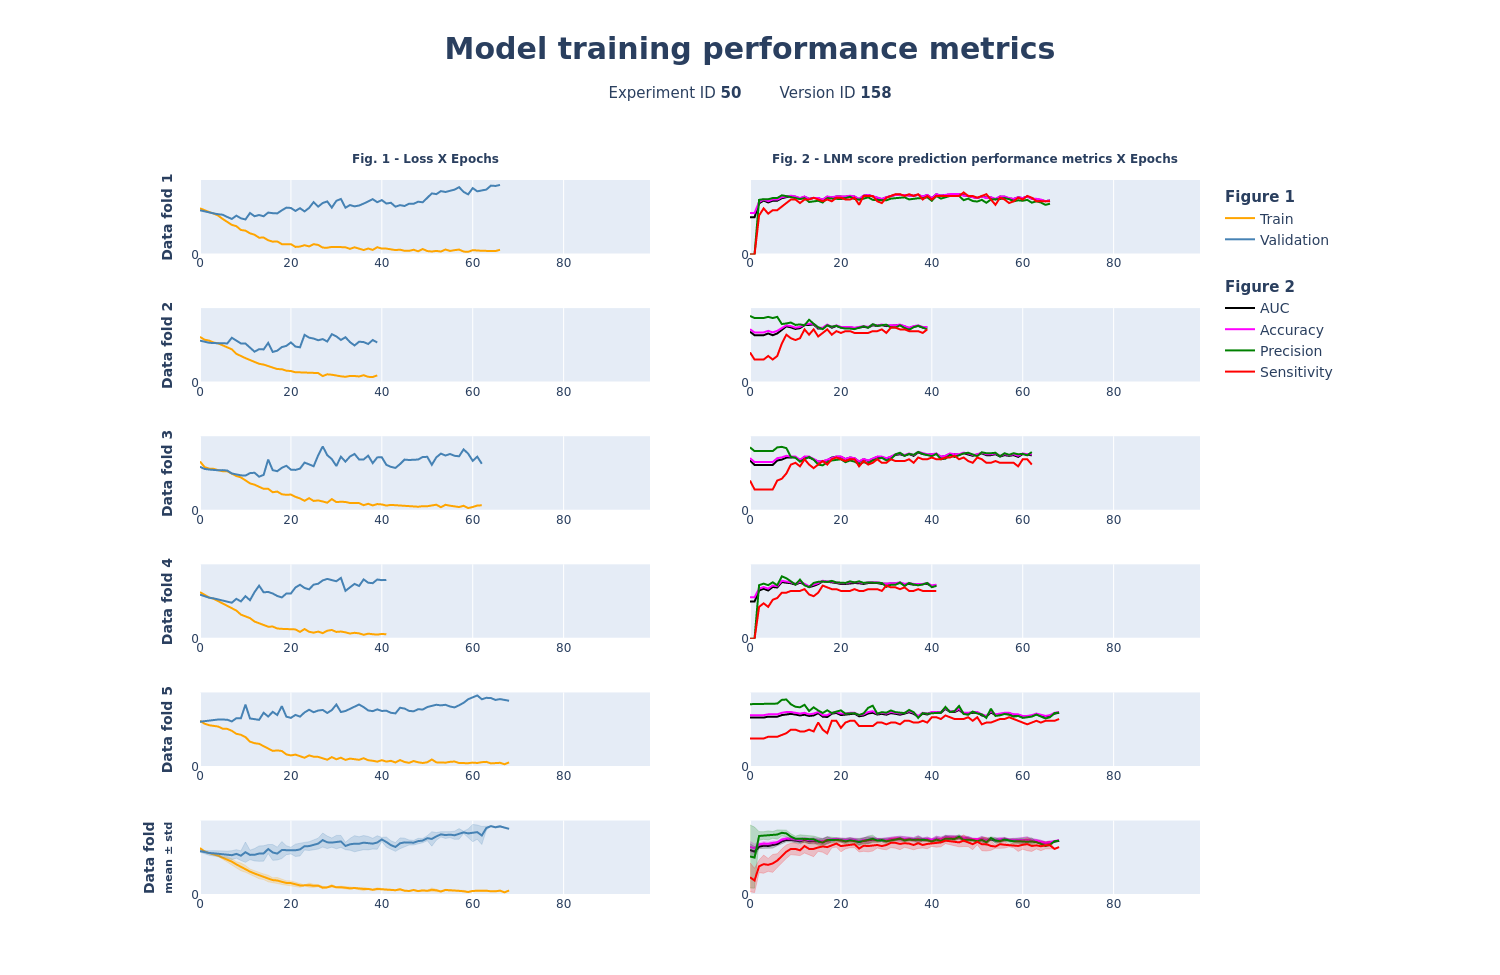 Model training performance metrics
Experiment ID 50 Version ID 158
Fig. 1 - Loss X Epochs
Fig. 2 - LNM score prediction performance metrics X Epochs
Data fold 1
0
0 20 40 60 80
0
0 20 40 60 80
Figure 1
Train
Validation
Figure 2
AUC
Accuracy
Precision
Sensitivity
Data fold 2
0
0 20 40 60 80
0
0 20 40 60 80
Data fold 3
0
0 20 40 60 80
0
0 20 40 60 80
Data fold 4
0
0 20 40 60 80
0
0 20 40 60 80
Data fold 5
0
0 20 40 60 80
0
0 20 40 60 80
Data fold
mean ± std
0
0 20 40 60 80
0
0 20 40 60 80